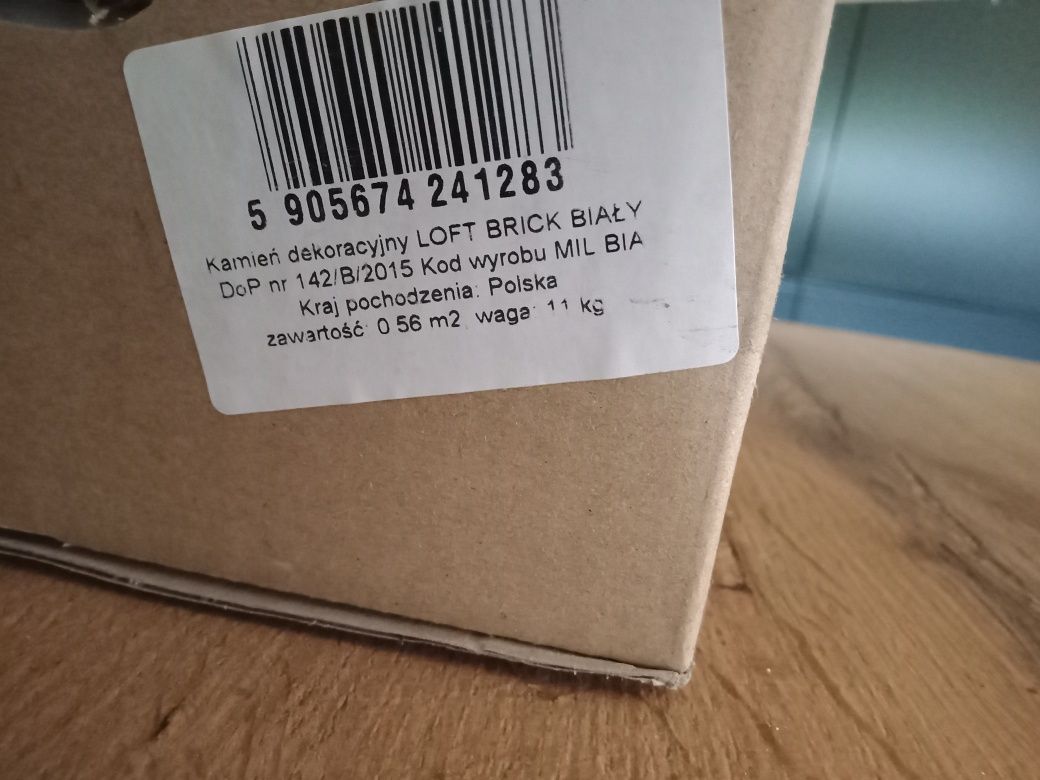 5 905674 241283
Kamień dekoracyjny LOFT BRICK BIAŁY
DoP nr 142/B/2015 Kod wyrobu MIL BIA
Kraj pochodzenia: Polska
zawartość: 0.56 m2, waga: 11 kg